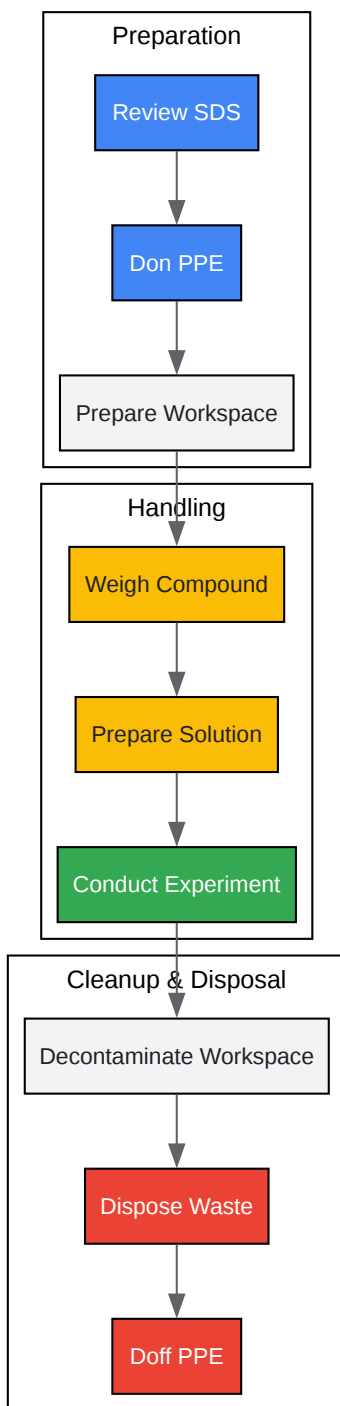 Preparation
Review SDS
Don PPE
Prepare Workspace
Handling
Weigh Compound
Prepare Solution
Conduct Experiment
Cleanup & Disposal
Decontaminate Workspace
Dispose Waste
Doff PPE